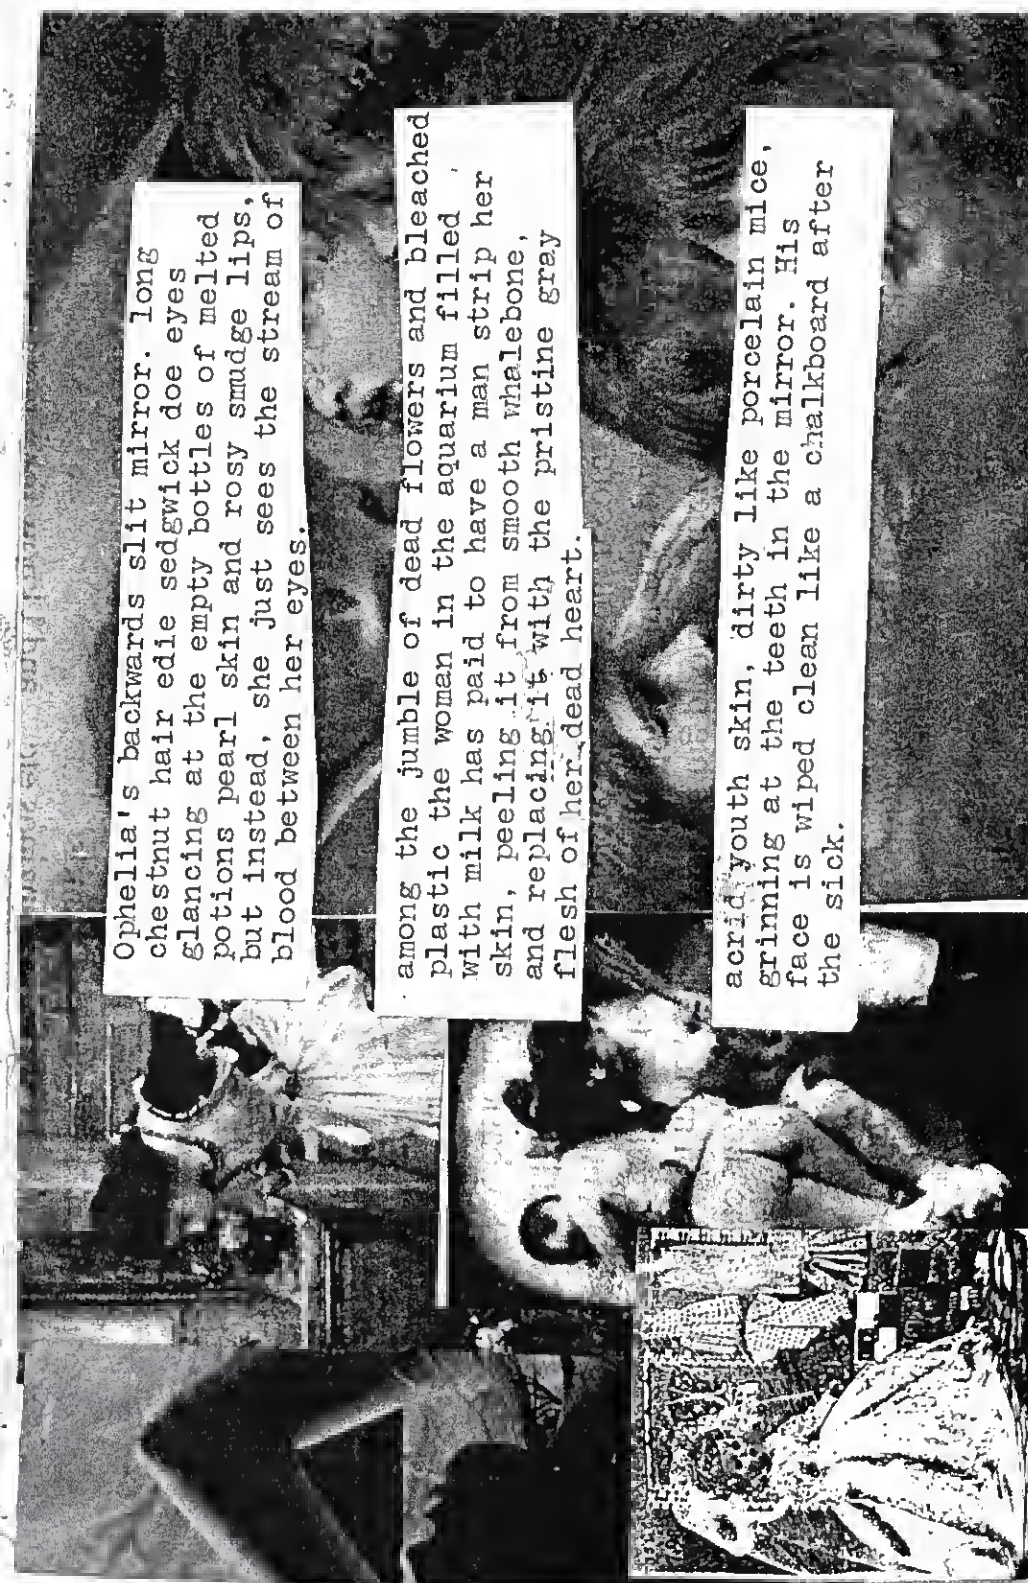 Ophelia's backwards slit mirror. long
chestnut hair edie sedgwick doe eyes
glancing at the empty bottles of melted
potions pearl skin and rosy smudge lips,
but instead, she just sees the stream of
blood between her eyes.
among the jumble of dead flowers and bleached
plastic the woman in the aquarium filled
with milk has paid to have a man strip her
skin, peeling it from smooth whalebone,
and replacing it with the pristine gray
flesh of her dead heart.
acrid youth skin, dirty like porcelain mice,
grinning at the teeth in the mirror. His
face is wiped clean like a chalkboard after
the sick.